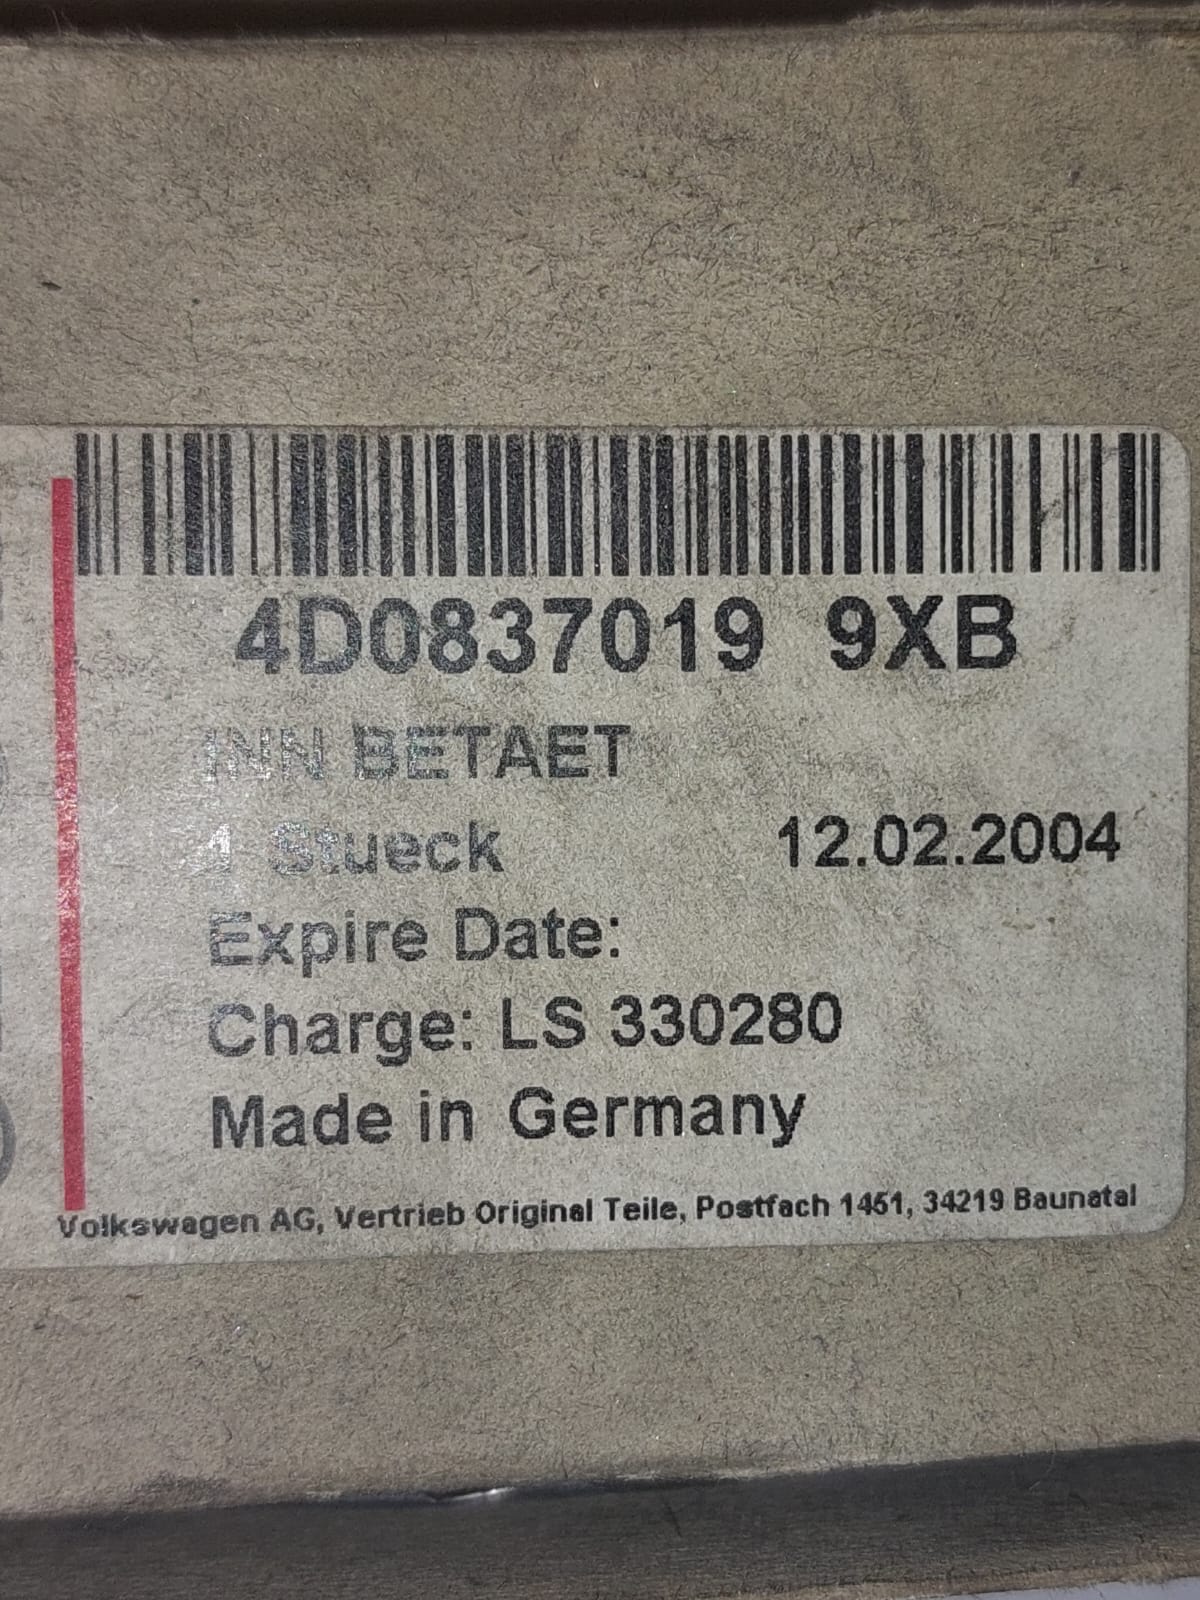 4D0837019 9XB
INN BETAET
1 Stueck 12.02.2004
Expire Date:
Charge: LS 330280
Made in Germany
Volkswagen AG, Vertrieb Original Teile, Postfach 1451, 34219 Baunatal